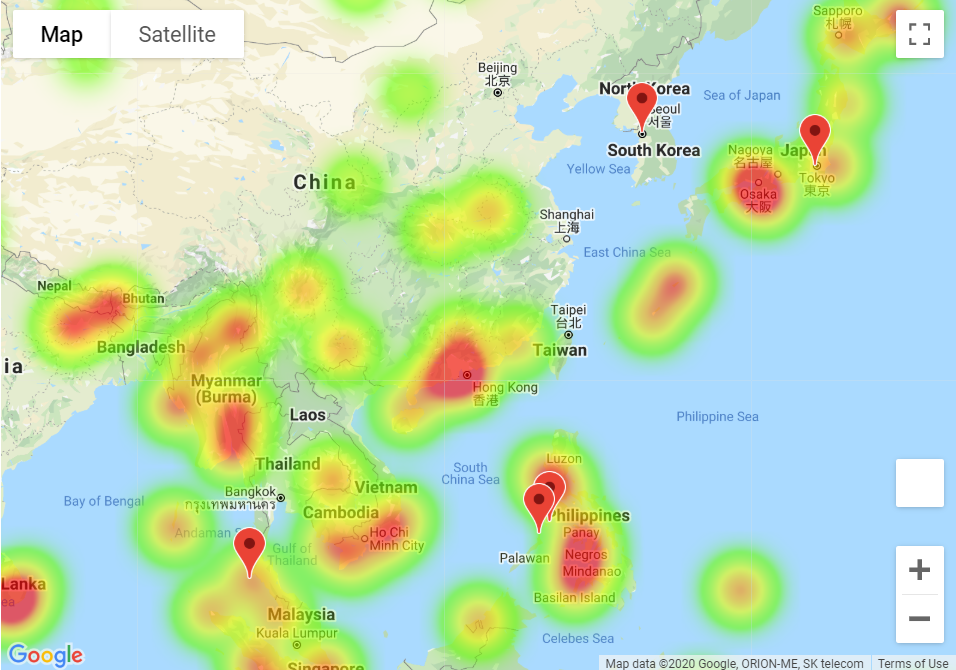 Map
Satellite
Sapporo
札幌
Beijing
北京
North Korea
Seoul
서울
South Korea
Sea of Japan
Nagoya
名古屋
Japan
Tokyo
東京
Osaka
大阪
Yellow Sea
China
Shanghai
上海
East China Sea
Nepal
Bhutan
Taipei
台北
Taiwan
Bangladesh
ia
Myanmar
(Burma)
Hong Kong
香港
Laos
Philippine Sea
Thailand
Luzon
South
China Sea
Vietnam
Bangkok
กรุงเทพมหานคร
Bay of Bengal
Cambodia
Philippines
Andaman S
Ho Chi
Minh City
Panay
Gulf of
Thailand
Palawan
Negros
Mindanao
Lanka
ea
Basilan Island
Malaysia
Kuala Lumpur
Celebes Sea
Singapore
Google
Map data ©2020 Google, ORION-ME, SK telecom
Terms of Use